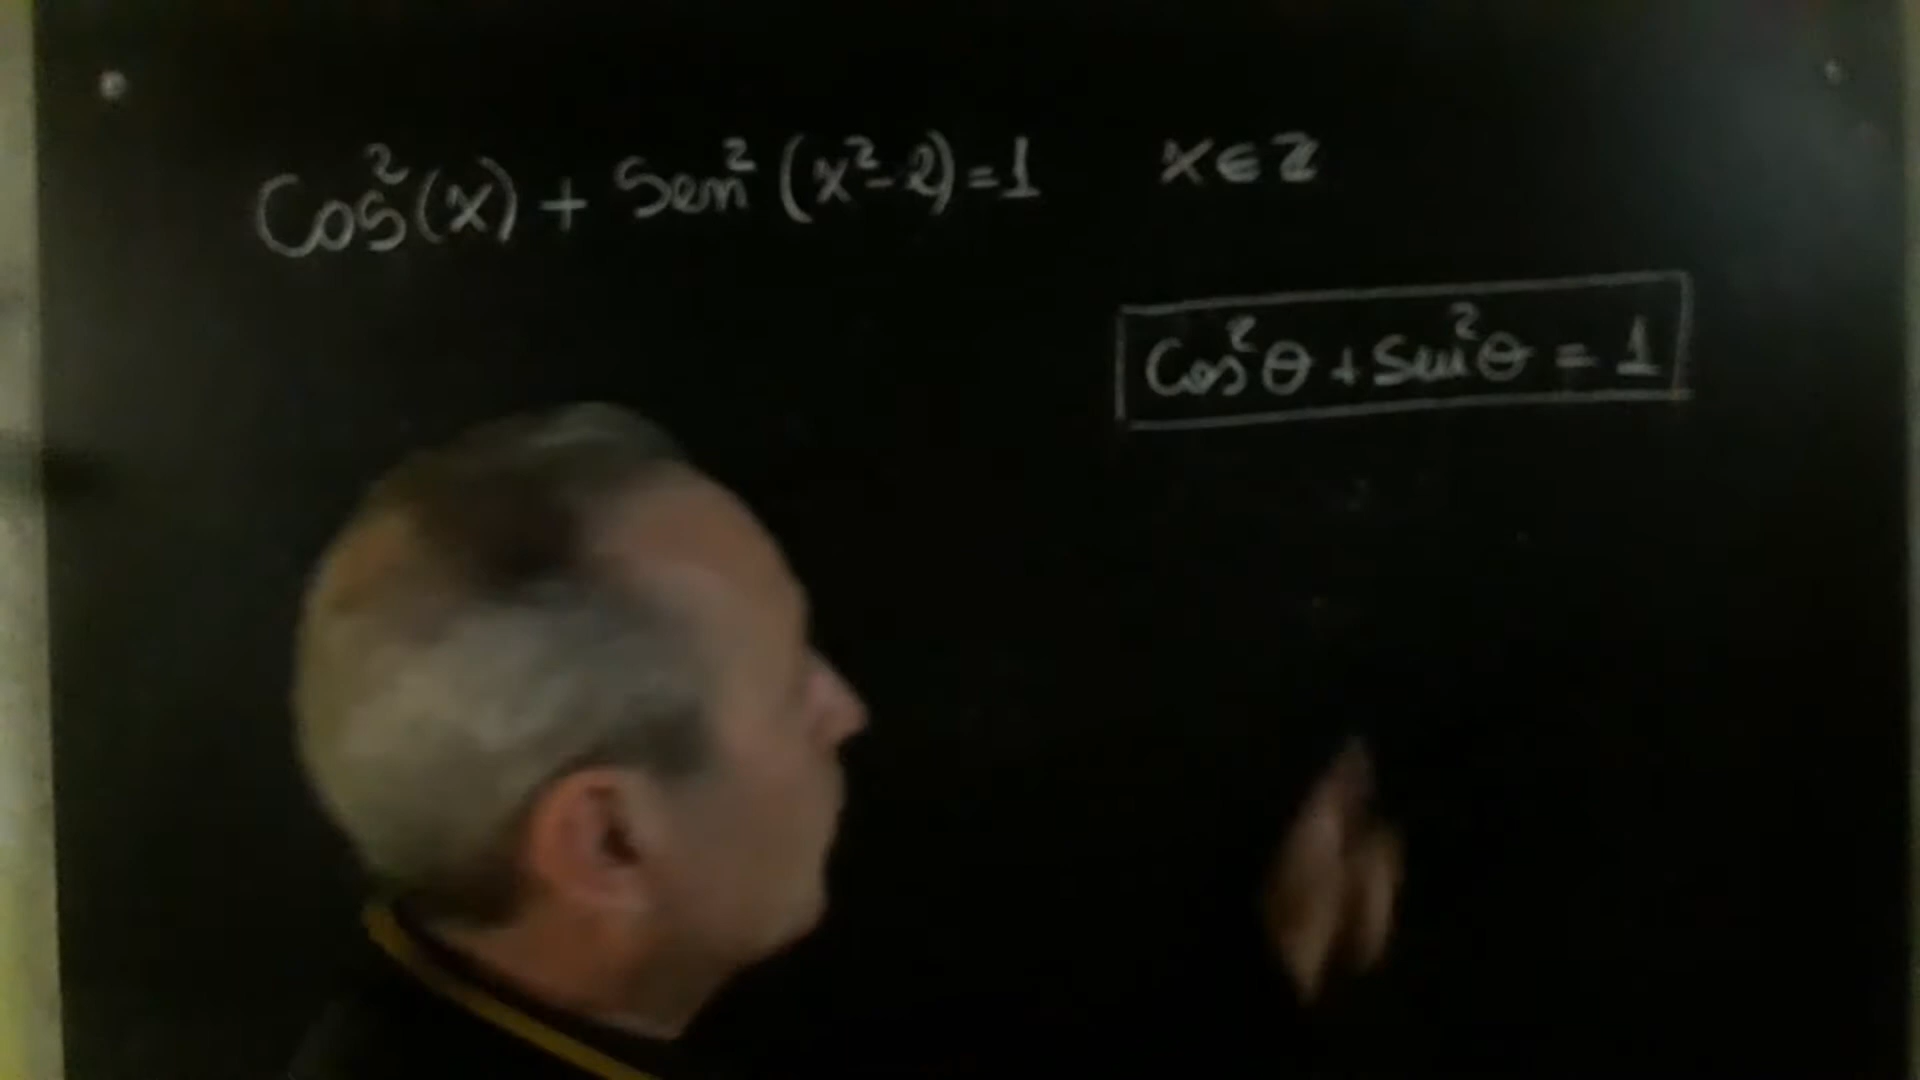 Cos²(x) + Sen² (x²-2)=1 x∈Z
Cos²θ + Sen²θ = 1